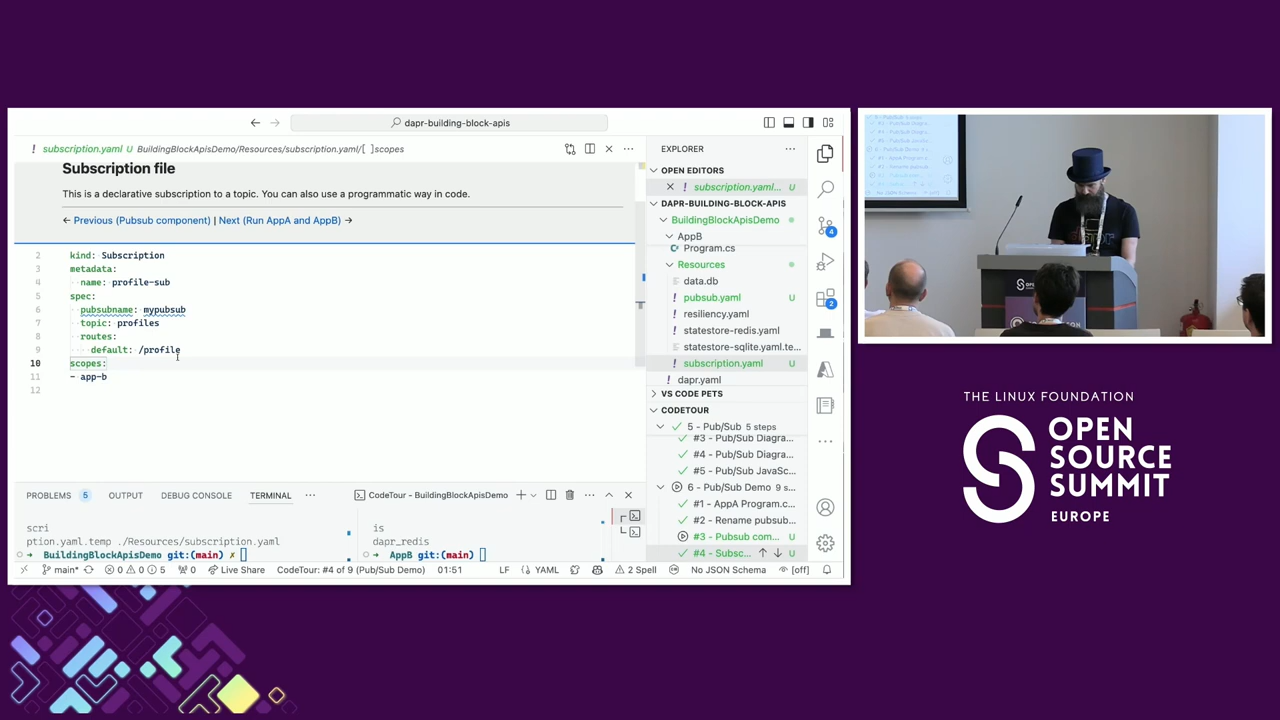 dapr-building-block-apis
subscription.yaml U BuildingBlockApisDemo/Resources/subscription.yaml/[ ]scopes
Subscription file
This is a declarative subscription to a topic. You can also use a programmatic way in code.
← Previous (Pubsub component) | Next (Run AppA and AppB) →
2 kind: Subscription
3 metadata:
4 name: profile-sub
5 spec:
6 pubsubname: mypubsub
7 topic: profiles
8 routes:
9 default: /profile
10 scopes:
11 - app-b
12
PROBLEMS 5 OUTPUT DEBUG CONSOLE TERMINAL ··· CodeTour - BuildingBlockApisDemo
scri
ption.yaml.temp ./Resources/subscription.yaml
➜ BuildingBlockApisDemo git:(main) ✗
is
dapr_redis
➜ AppB git:(main)
EXPLORER
OPEN EDITORS
subscription.yaml... U
DAPR-BUILDING-BLOCK-APIS
BuildingBlockApisDemo
AppB
Program.cs
Resources
data.db
pubsub.yaml U
resiliency.yaml
statestore-redis.yaml
statestore-sqlite.yaml.te...
subscription.yaml U
dapr.yaml
VS CODE PETS
CODETOUR
5 - Pub/Sub 5 steps
#3 - Pub/Sub Diagra...
#4 - Pub/Sub Diagra...
#5 - Pub/Sub JavaSc...
6 - Pub/Sub Demo 9 s...
#1 - AppA Program.c...
#2 - Rename pubsub...
#3 - Pubsub com... U
#4 - Subsc... U
4
2
main* 0 0 5 0 Live Share CodeTour: #4 of 9 (Pub/Sub Demo) 01:51 LF YAML 2 Spell No JSON Schema [off]
THE LINUX FOUNDATION
OPEN
SOURCE
SUMMIT
EUROPE